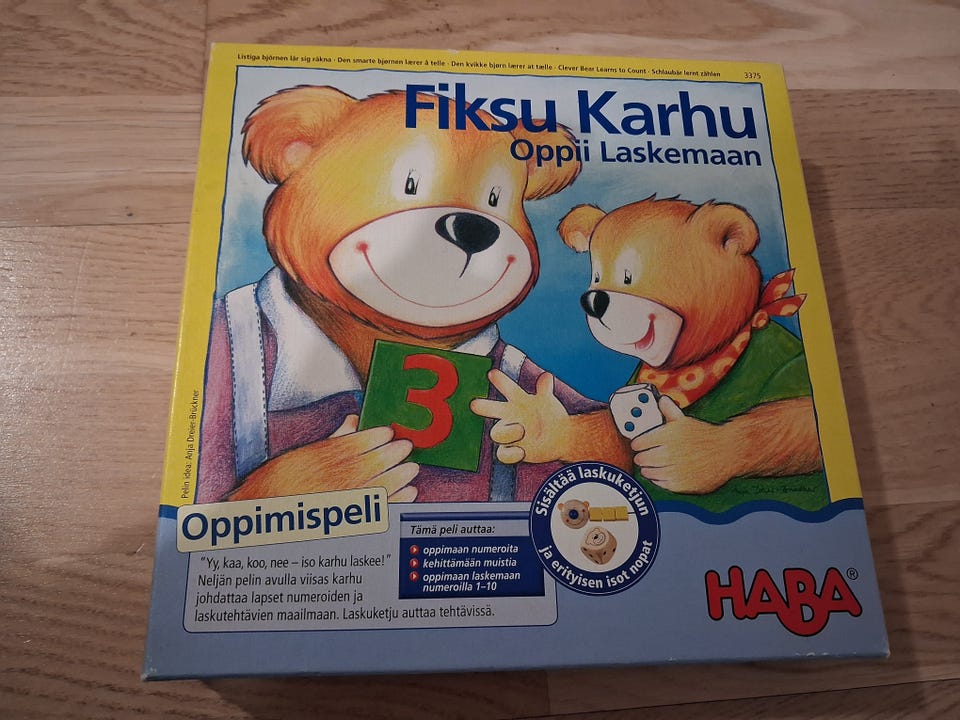 Listiga björnen lär sig räkna · Den smarte bjørnen lærer å telle · Den kvikke bjørn lærer at tælle · Clever Bear Learns to Count · Schlaubär lernt zählen
3375
Fiksu Karhu
Oppii Laskemaan
3
Pelin idea: Anja Dreier-Brückner
Oppimispeli
"Yy, kaa, koo, nee – iso karhu laskee!"
Neljän pelin avulla viisas karhu
johdattaa lapset numeroiden ja
laskutehtävien maailmaan. Laskuketju auttaa tehtävissä.
Tämä peli auttaa:
oppimaan numeroita
kehittämään muistia
oppimaan laskemaan
numeroilla 1–10
Sisältää laskuketjun
ja erityisen isot nopat
HABA®